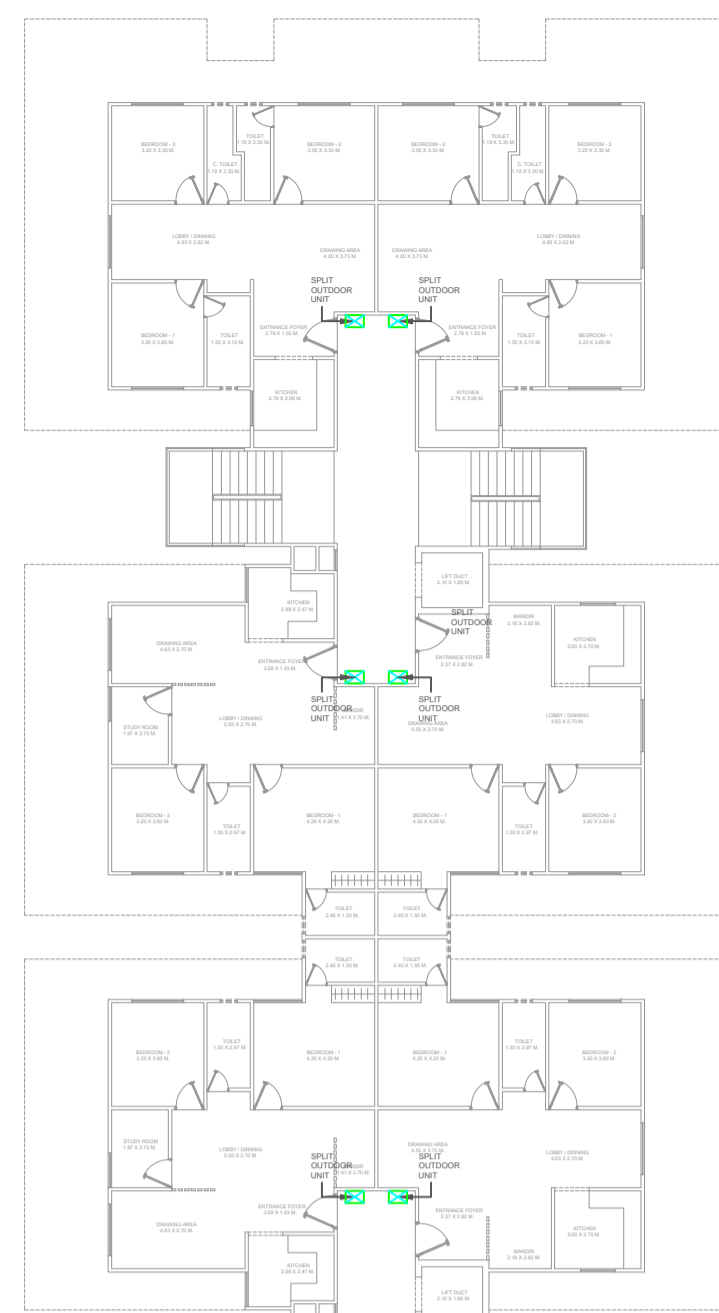 BEDROOM - 3
3.20 X 3.30 M.
C. TOILET
1.19 X 3.30 M.
TOILET
1.19 X 3.30 M.
BEDROOM - 2
3.50 X 3.30 M.
BEDROOM - 2
3.50 X 3.30 M.
TOILET
1.19 X 3.30 M.
C. TOILET
1.19 X 3.30 M.
BEDROOM - 3
3.20 X 3.30 M.
LOBBY / DINNING
4.93 X 2.62 M.
DRAWING AREA
4.20 X 3.73 M.
DRAWING AREA
4.20 X 3.73 M.
LOBBY / DINNING
4.93 X 2.62 M.
SPLIT
OUTDOOR
UNIT
SPLIT
OUTDOOR
UNIT
BEDROOM - 1
3.20 X 3.60 M.
TOILET
1.50 X 3.15 M.
ENTRANCE FOYER
2.79 X 1.55 M.
ENTRANCE FOYER
2.79 X 1.55 M.
TOILET
1.50 X 3.15 M.
BEDROOM - 1
3.20 X 3.60 M.
KITCHEN
2.79 X 3.06 M.
KITCHEN
2.79 X 3.06 M.
LIFT DUCT
2.10 X 1.80 M.
KITCHEN
2.98 X 2.47 M.
SPLIT
OUTDOOR
UNIT
MANDIR
2.16 X 2.82 M.
KITCHEN
3.00 X 2.70 M.
DRAWING AREA
4.63 X 2.70 M.
ENTRANCE FOYER
3.09 X 1.43 M.
ENTRANCE FOYER
2.37 X 2.82 M.
SPLIT
OUTDOOR
UNIT
SPLIT
OUTDOOR
UNIT
STUDY ROOM
1.97 X 2.70 M.
LOBBY / DINNING
5.60 X 2.70 M.
MANDIR
1.41 X 2.70 M.
DRAWING AREA
4.50 X 2.70 M.
LOBBY / DINNING
4.63 X 2.70 M.
BEDROOM - 2
3.20 X 3.60 M.
TOILET
1.50 X 2.97 M.
BEDROOM - 1
4.20 X 4.20 M.
BEDROOM - 1
4.20 X 4.20 M.
TOILET
1.50 X 2.97 M.
BEDROOM - 2
3.20 X 3.60 M.
TOILET
2.40 X 1.50 M.
TOILET
2.40 X 1.50 M.
TOILET
2.40 X 1.50 M.
TOILET
2.40 X 1.50 M.
BEDROOM - 2
3.20 X 3.60 M.
TOILET
1.50 X 2.97 M.
BEDROOM - 1
4.20 X 4.20 M.
BEDROOM - 1
4.20 X 4.20 M.
TOILET
1.50 X 2.97 M.
BEDROOM - 2
3.20 X 3.60 M.
STUDY ROOM
1.97 X 2.70 M.
LOBBY / DINNING
5.60 X 2.70 M.
SPLIT
OUTDOOR
UNIT
MANDIR
1.41 X 2.70 M.
DRAWING AREA
4.50 X 2.70 M.
SPLIT
OUTDOOR
UNIT
LOBBY / DINNING
4.63 X 2.70 M.
DRAWING AREA
4.63 X 2.70 M.
ENTRANCE FOYER
3.09 X 1.43 M.
ENTRANCE FOYER
2.37 X 2.82 M.
MANDIR
2.16 X 2.82 M.
KITCHEN
3.00 X 2.70 M.
KITCHEN
2.98 X 2.47 M.
LIFT DUCT
2.10 X 1.80 M.